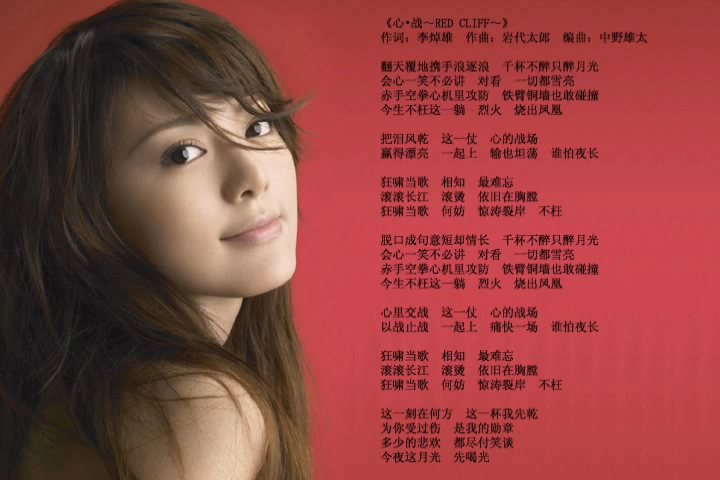 《心•战～RED CLIFF～》
作词：李焯雄　作曲：岩代太郎　编曲：中野雄太
翻天覆地携手浪逐浪　千杯不醉只醉月光
会心一笑不必讲　对看　一切都雪亮
赤手空拳心机里攻防　铁臂铜墙也敢碰撞
今生不枉这一趟　烈火　烧出凤凰
把泪风乾　这一仗　心的战场
赢得漂亮　一起上　输也坦荡　谁怕夜长
狂啸当歌　相知　最难忘
滚滚长江　滚烫　依旧在胸膛
狂啸当歌　何妨　惊涛裂岸　不枉
脱口成句意短却情长　千杯不醉只醉月光
会心一笑不必讲　对看　一切都雪亮
赤手空拳心机里攻防　铁臂铜墙也敢碰撞
今生不枉这一趟　烈火　烧出凤凰
心里交战　这一仗　心的战场
以战止战　一起上　痛快一场　谁怕夜长
狂啸当歌　相知　最难忘
滚滚长江　滚烫　依旧在胸膛
狂啸当歌　何妨　惊涛裂岸　不枉
这一刻在何方　这一杯我先乾
为你受过伤　是我的勋章
多少的悲欢　都尽付笑谈
今夜这月光　先喝光